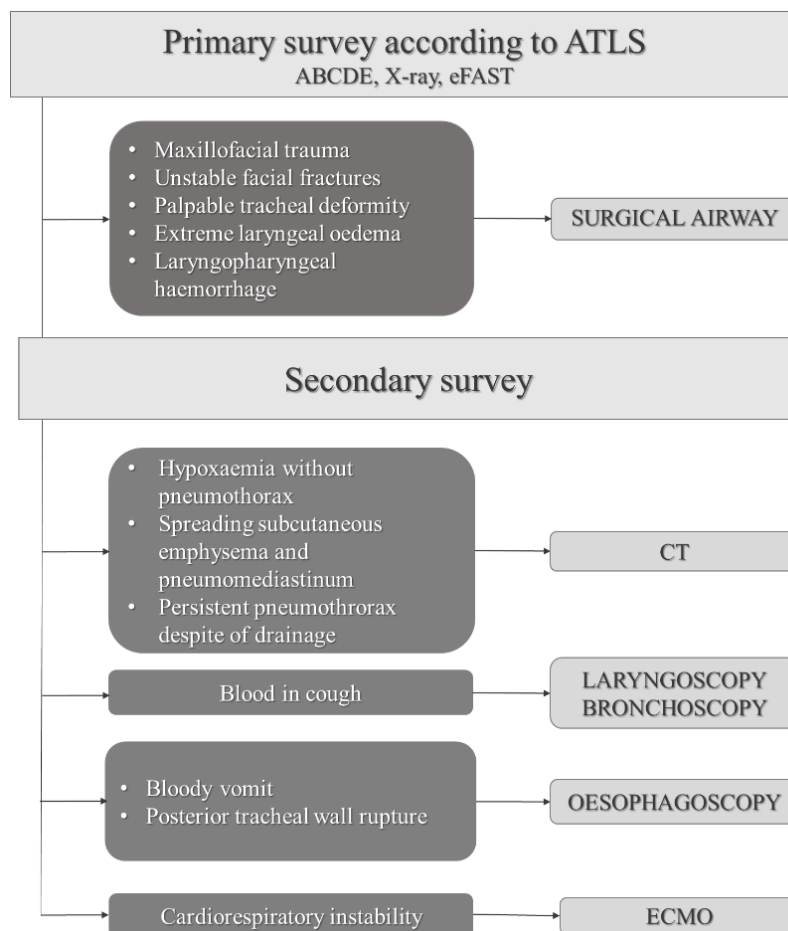 Primary survey according to ATLS
ABCDE, X-ray, eFAST
• Maxillofacial trauma
• Unstable facial fractures
• Palpable tracheal deformity
• Extreme laryngeal oedema
• Laryngopharyngeal
haemorrhage
SURGICAL AIRWAY
Secondary survey
• Hypoxaemia without
pneumothorax
• Spreading subcutaneous
emphysema and
pneumomediastinum
• Persistent pneumothrorax
despite of drainage
CT
Blood in cough
LARYNGOSCOPY
BRONCHOSCOPY
• Bloody vomit
• Posterior tracheal wall rupture
OESOPHAGOSCOPY
Cardiorespiratory instability
ECMO